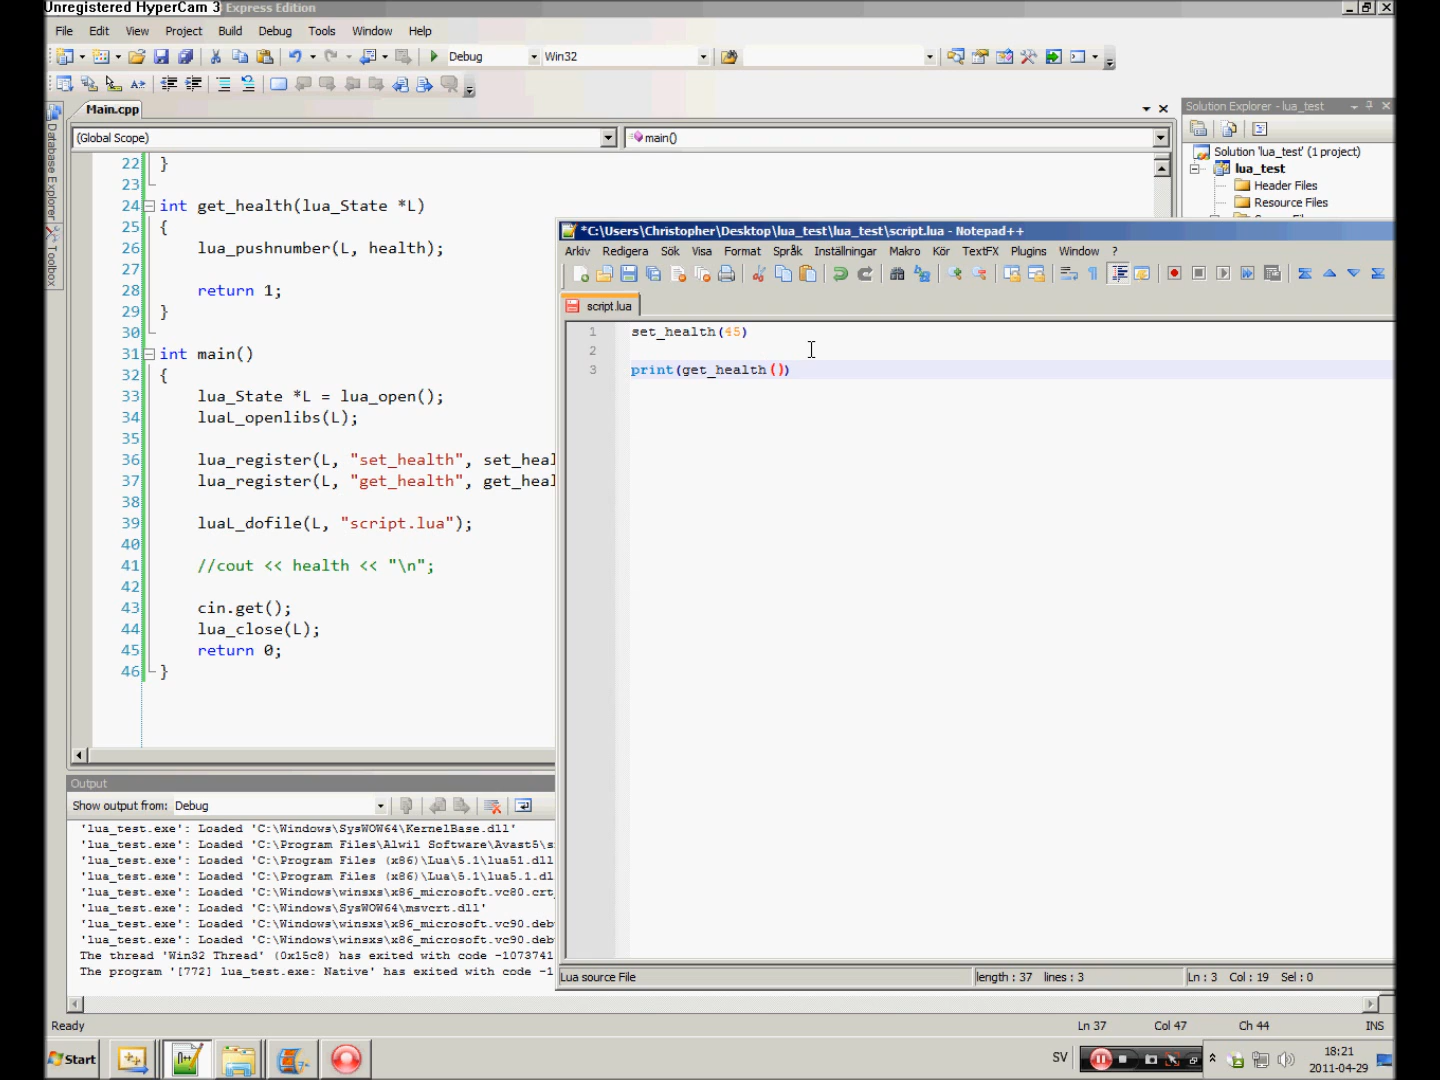 Unregistered HyperCam 3 Express Edition
File Edit View Project Build Debug Tools Window Help
Debug Win32
Main.cpp
(Global Scope) main()
Database Explorer
Toolbox
22 }
23
24 int get_health(lua_State *L)
25 {
26 lua_pushnumber(L, health);
27
28 return 1;
29 }
30
31 int main()
32 {
33 lua_State *L = lua_open();
34 luaL_openlibs(L);
35
36 lua_register(L, "set_health", set_heal
37 lua_register(L, "get_health", get_heal
38
39 luaL_dofile(L, "script.lua");
40
41 //cout << health << "\n";
42
43 cin.get();
44 lua_close(L);
45 return 0;
46 }
Solution Explorer - lua_test
Solution 'lua_test' (1 project)
lua_test
Header Files
Resource Files
*C:\Users\Christopher\Desktop\lua_test\lua_test\script.lua - Notepad++
Arkiv Redigera Sök Visa Format Språk Inställningar Makro Kör TextFX Plugins Window ?
script.lua
1 set_health(45)
2
3 print(get_health())
Lua source File length : 37 lines : 3 Ln : 3 Col : 19 Sel : 0
Output
Show output from: Debug
'lua_test.exe': Loaded 'C:\Windows\SysWOW64\KernelBase.dll'
'lua_test.exe': Loaded 'C:\Program Files\Alwil Software\Avast5\s
'lua_test.exe': Loaded 'C:\Program Files (x86)\Lua\5.1\lua51.dll
'lua_test.exe': Loaded 'C:\Program Files (x86)\Lua\5.1\lua5.1.dl
'lua_test.exe': Loaded 'C:\Windows\winsxs\x86_microsoft.vc80.crt_
'lua_test.exe': Loaded 'C:\Windows\SysWOW64\msvcrt.dll'
'lua_test.exe': Loaded 'C:\Windows\winsxs\x86_microsoft.vc90.deb
'lua_test.exe': Loaded 'C:\Windows\winsxs\x86_microsoft.vc90.deb
The thread 'Win32 Thread' (0x15c8) has exited with code -1073741
The program '[772] lua_test.exe: Native' has exited with code -1
Ready Ln 37 Col 47 Ch 44 INS
Start SV 18:21
2011-04-29